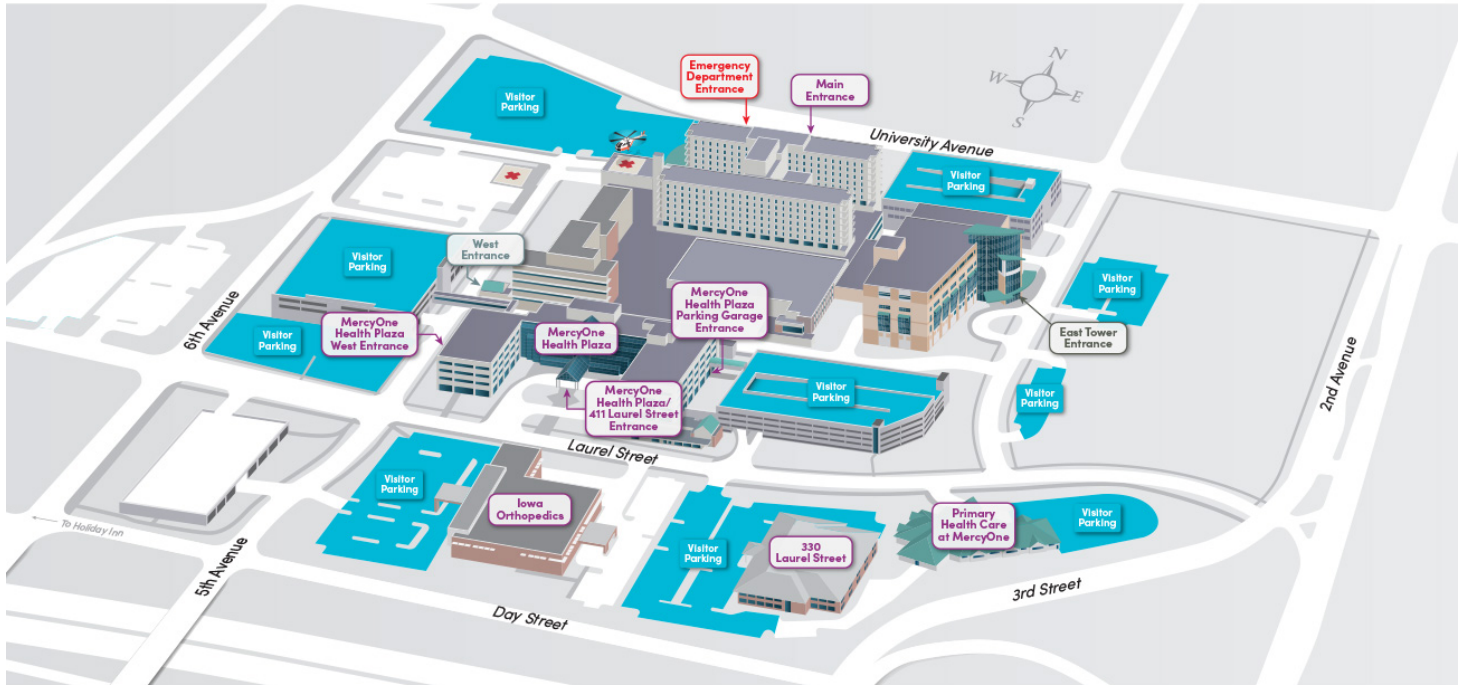 Emergency
Department
Entrance
Main
Entrance
N
W
E
S
Visitor
Parking
University Avenue
Visitor
Parking
West
Entrance
Visitor
Parking
Visitor
Parking
6th Avenue
MercyOne
Health Plaza
West Entrance
MercyOne
Health Plaza
MercyOne
Health Plaza
Parking Garage
Entrance
East Tower
Entrance
Visitor
Parking
2nd Avenue
MercyOne
Health Plaza/
411 Laurel Street
Entrance
Visitor
Parking
Visitor
Parking
Laurel Street
Visitor
Parking
Iowa
Orthopedics
Primary
Health Care
at MercyOne
Visitor
Parking
To Holiday Inn
Visitor
Parking
330
Laurel Street
5th Avenue
Day Street
3rd Street